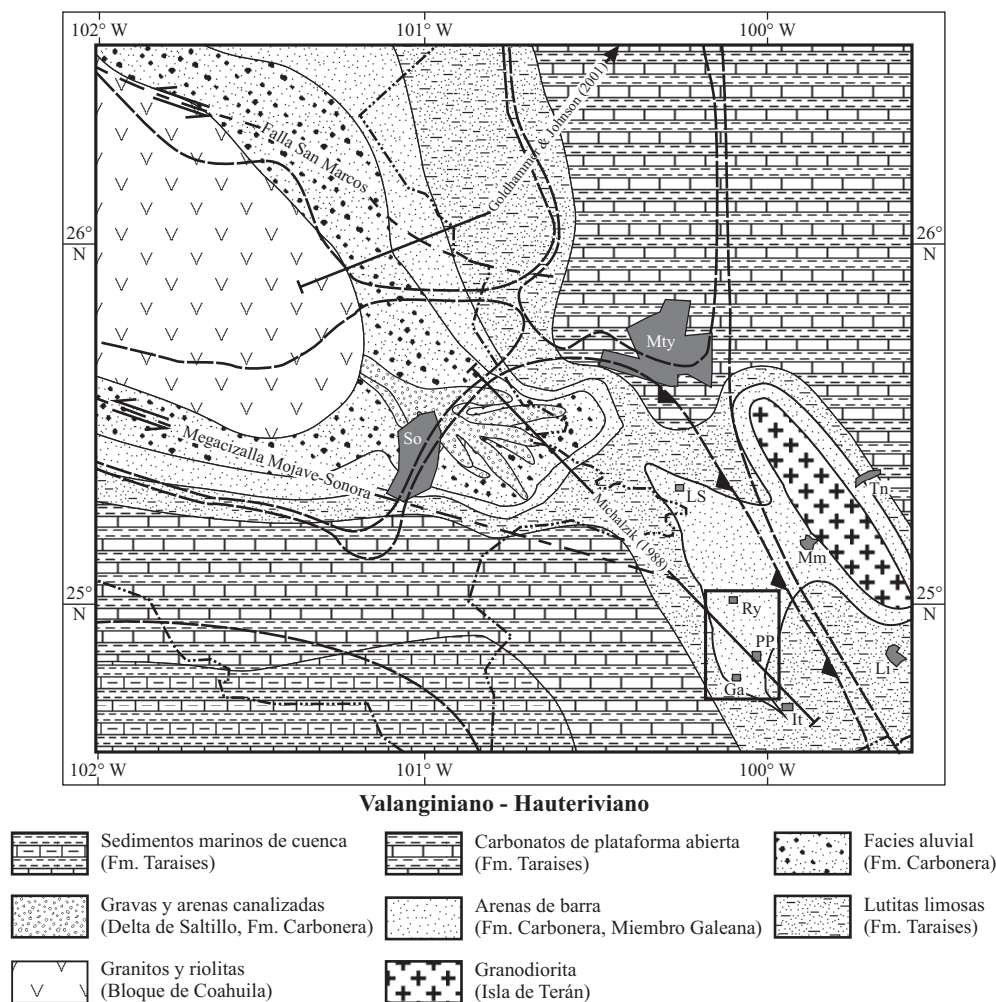 102° W
101° W
100° W
Falla San Marcos
Goldhammer & Johnson (2001)
26°
N
26°
N
Mty
So
Megacizalla Mojave-Sonora
LS
Tn
Michalzik (1988)
Mm
25°
N
25°
N
Ry
PP
Li
Ga
It
102° W
101° W
100° W
Valanginiano - Hauteriviano
Sedimentos marinos de cuenca
(Fm. Taraises)
Carbonatos de plataforma abierta
(Fm. Taraises)
Facies aluvial
(Fm. Carbonera)
Gravas y arenas canalizadas
(Delta de Saltillo, Fm. Carbonera)
Arenas de barra
(Fm. Carbonera, Miembro Galeana)
Lutitas limosas
(Fm. Taraises)
Granitos y riolitas
(Bloque de Coahuila)
Granodiorita
(Isla de Terán)